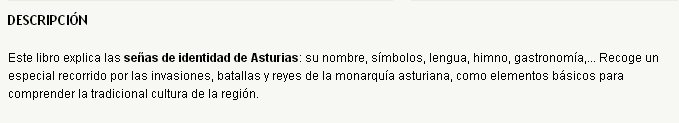 DESCRIPCIÓN
Este libro explica las señas de identidad de Asturias: su nombre, símbolos, lengua, himno, gastronomía,... Recoge un
especial recorrido por las invasiones, batallas y reyes de la monarquía asturiana, como elementos básicos para
comprender la tradicional cultura de la región.